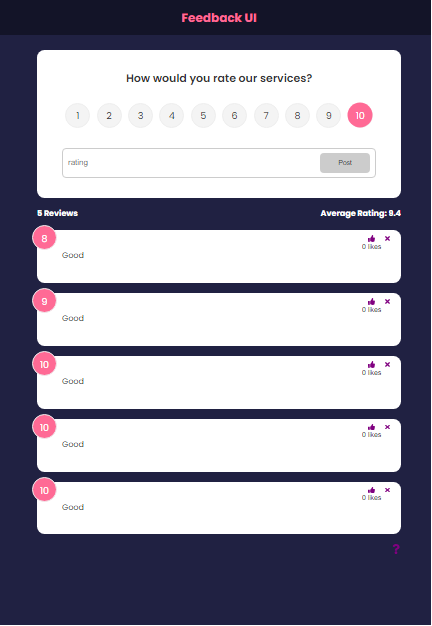 Feedback UI
How would you rate our services?
1 2 3 4 5 6 7 8 9 10
rating Post
5 Reviews Average Rating: 9.4
8
Good
0 likes
9
Good
0 likes
10
Good
0 likes
10
Good
0 likes
10
Good
0 likes
?